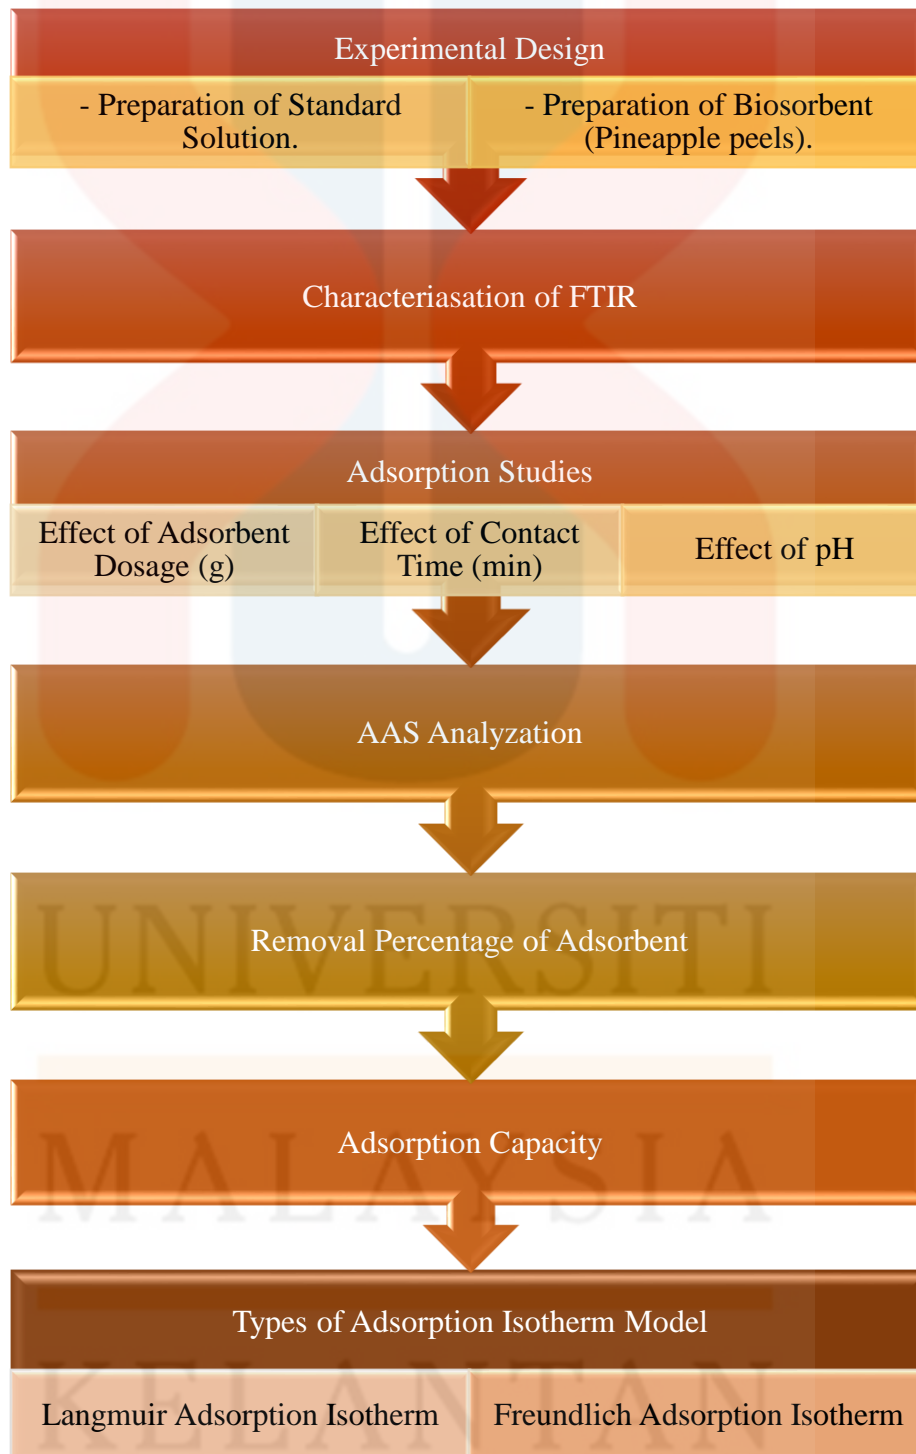 Experimental Design
- Preparation of Standard
Solution.
- Preparation of Biosorbent
(Pineapple peels).
Characteriasation of FTIR
Adsorption Studies
Effect of Adsorbent
Dosage (g)
Effect of Contact
Time (min)
Effect of pH
AAS Analyzation
UNIVERSITI
Removal Percentage of Adsorbent
Adsorption Capacity
MALAYSIA
Types of Adsorption Isotherm Model
KELANTAN
Langmuir Adsorption Isotherm
Freundlich Adsorption Isotherm